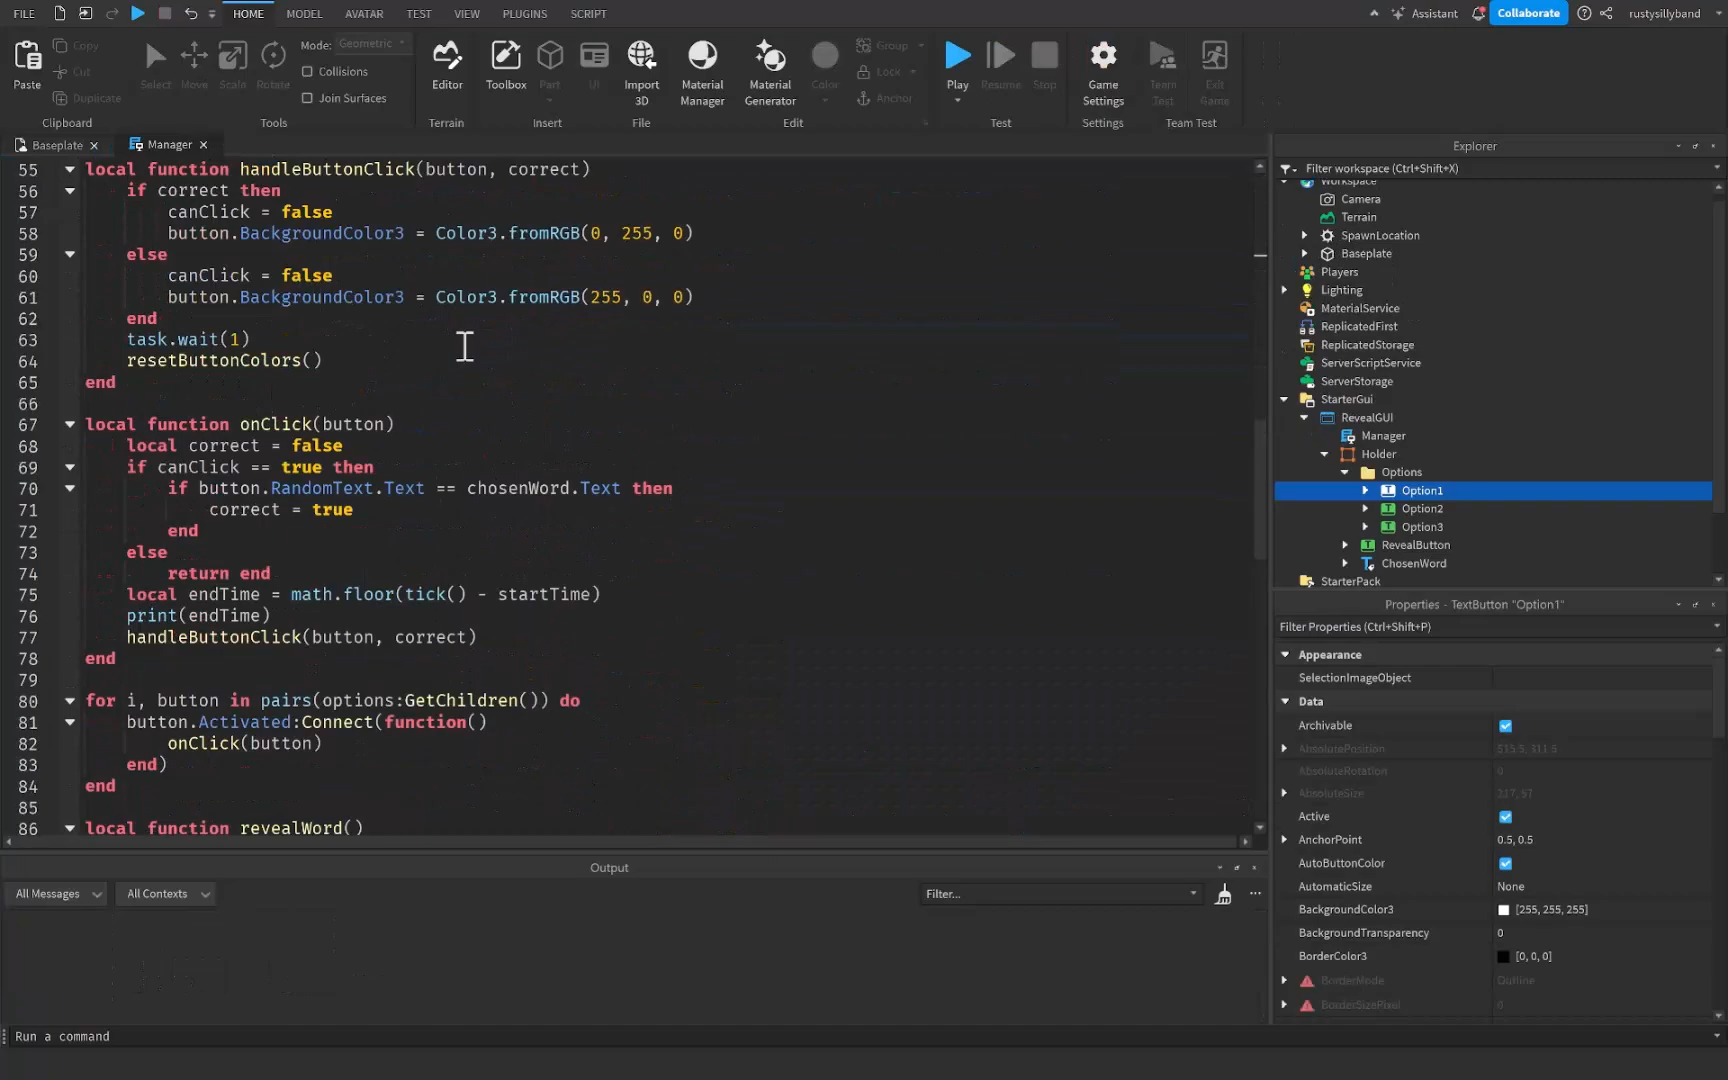 FILE HOME MODEL AVATAR TEST VIEW PLUGINS SCRIPT Assistant Collaborate rustysillyband
Copy
Cut
Duplicate
Paste
Clipboard
Select Move Scale Rotate
Mode: Geometric
Collisions
Join Surfaces
Tools
Editor
Terrain
Toolbox Part UI
Insert
Import 3D
File
Material Manager
Material Generator
Color
Group
Lock
Anchor
Edit
Play Resume Stop
Test
Game Settings
Settings
Team Test
Exit Game
Team Test
Baseplate Manager
55 local function handleButtonClick(button, correct)
56 if correct then
57 canClick = false
58 button.BackgroundColor3 = Color3.fromRGB(0, 255, 0)
59 else
60 canClick = false
61 button.BackgroundColor3 = Color3.fromRGB(255, 0, 0)
62 end
63 task.wait(1)
64 resetButtonColors()
65 end
66
67 local function onClick(button)
68 local correct = false
69 if canClick == true then
70 if button.RandomText.Text == chosenWord.Text then
71 correct = true
72 end
73 else
74 return end
75 local endTime = math.floor(tick() - startTime)
76 print(endTime)
77 handleButtonClick(button, correct)
78 end
79
80 for i, button in pairs(options:GetChildren()) do
81 button.Activated:Connect(function()
82 onClick(button)
83 end)
84 end
85
86 local function revealWord()
Output
All Messages All Contexts Filter...
Run a command
Explorer
Filter workspace (Ctrl+Shift+X)
Workspace
Camera
Terrain
SpawnLocation
Baseplate
Players
Lighting
MaterialService
ReplicatedFirst
ReplicatedStorage
ServerScriptService
ServerStorage
StarterGui
RevealGUI
Manager
Holder
Options
Option1
Option2
Option3
RevealButton
ChosenWord
StarterPack
Properties - TextButton "Option1"
Filter Properties (Ctrl+Shift+P)
Appearance
SelectionImageObject
Data
Archivable
AbsolutePosition 515.5, 311.5
AbsoluteRotation 0
AbsoluteSize 217, 57
Active
AnchorPoint 0.5, 0.5
AutoButtonColor
AutomaticSize None
BackgroundColor3 [255, 255, 255]
BackgroundTransparency 0
BorderColor3 [0, 0, 0]
BorderMode Outline
BorderSizePixel 0